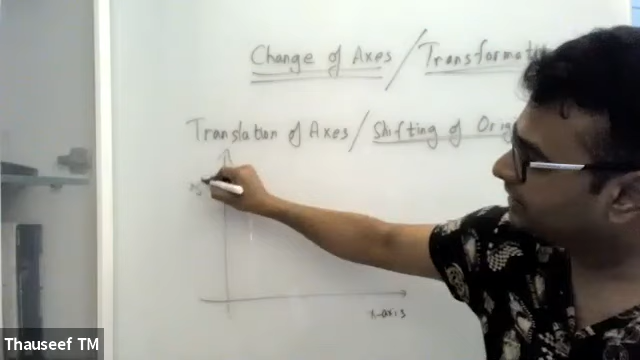 Change of Axes / Transformati
Translation of Axes / Shifting of Orig
x-axis
Thauseef TM